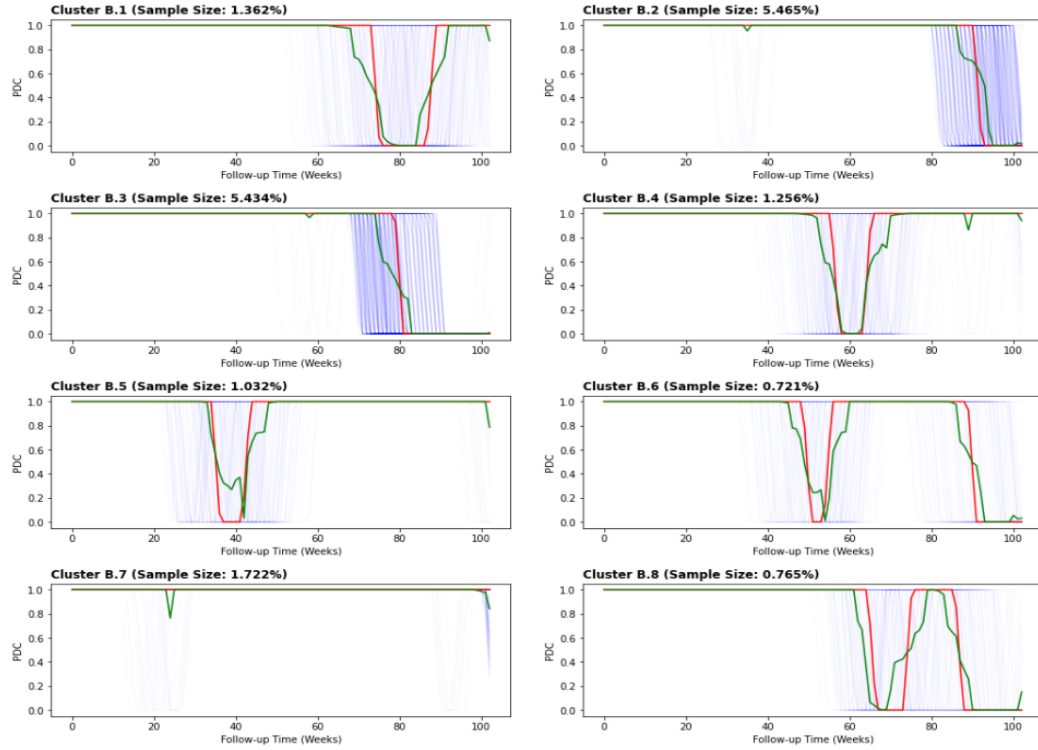 Cluster B.1 (Sample Size: 1.362%)
1.0
0.8
0.6
0.4
0.2
0.0
PDC
0 20 40 60 80 100
Follow-up Time (Weeks)
Cluster B.2 (Sample Size: 5.465%)
1.0
0.8
0.6
0.4
0.2
0.0
PDC
0 20 40 60 80 100
Follow-up Time (Weeks)
Cluster B.3 (Sample Size: 5.434%)
1.0
0.8
0.6
0.4
0.2
0.0
PDC
0 20 40 60 80 100
Follow-up Time (Weeks)
Cluster B.4 (Sample Size: 1.256%)
1.0
0.8
0.6
0.4
0.2
0.0
PDC
0 20 40 60 80 100
Follow-up Time (Weeks)
Cluster B.5 (Sample Size: 1.032%)
1.0
0.8
0.6
0.4
0.2
0.0
PDC
0 20 40 60 80 100
Follow-up Time (Weeks)
Cluster B.6 (Sample Size: 0.721%)
1.0
0.8
0.6
0.4
0.2
0.0
PDC
0 20 40 60 80 100
Follow-up Time (Weeks)
Cluster B.7 (Sample Size: 1.722%)
1.0
0.8
0.6
0.4
0.2
0.0
PDC
0 20 40 60 80 100
Follow-up Time (Weeks)
Cluster B.8 (Sample Size: 0.765%)
1.0
0.8
0.6
0.4
0.2
0.0
PDC
0 20 40 60 80 100
Follow-up Time (Weeks)